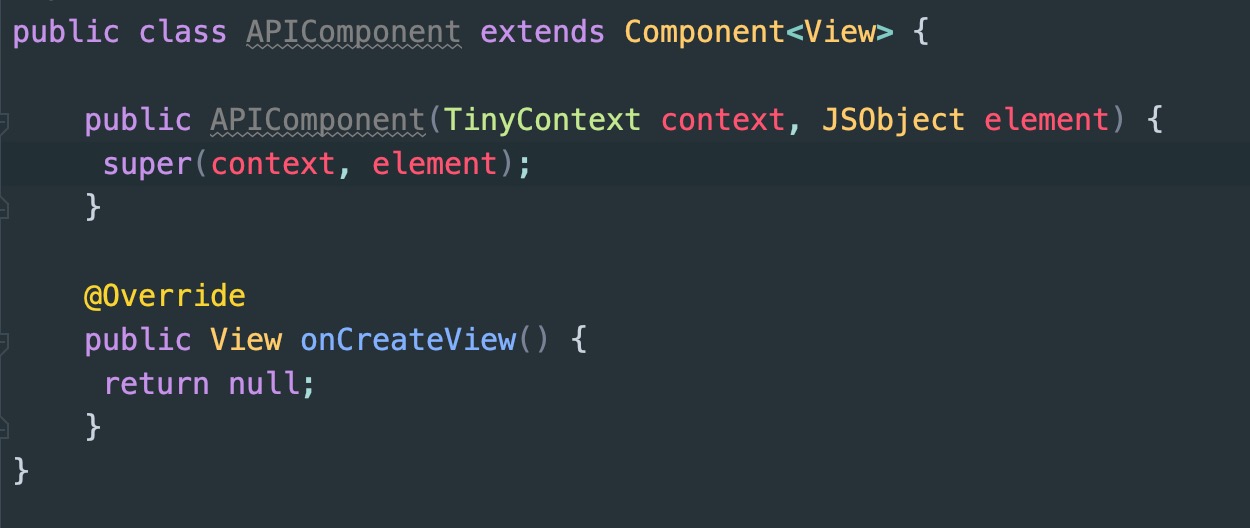 public class APIComponent extends Component<View> {
public APIComponent(TinyContext context, JSObject element) {
super(context, element);
}
@Override
public View onCreateView() {
return null;
}
}